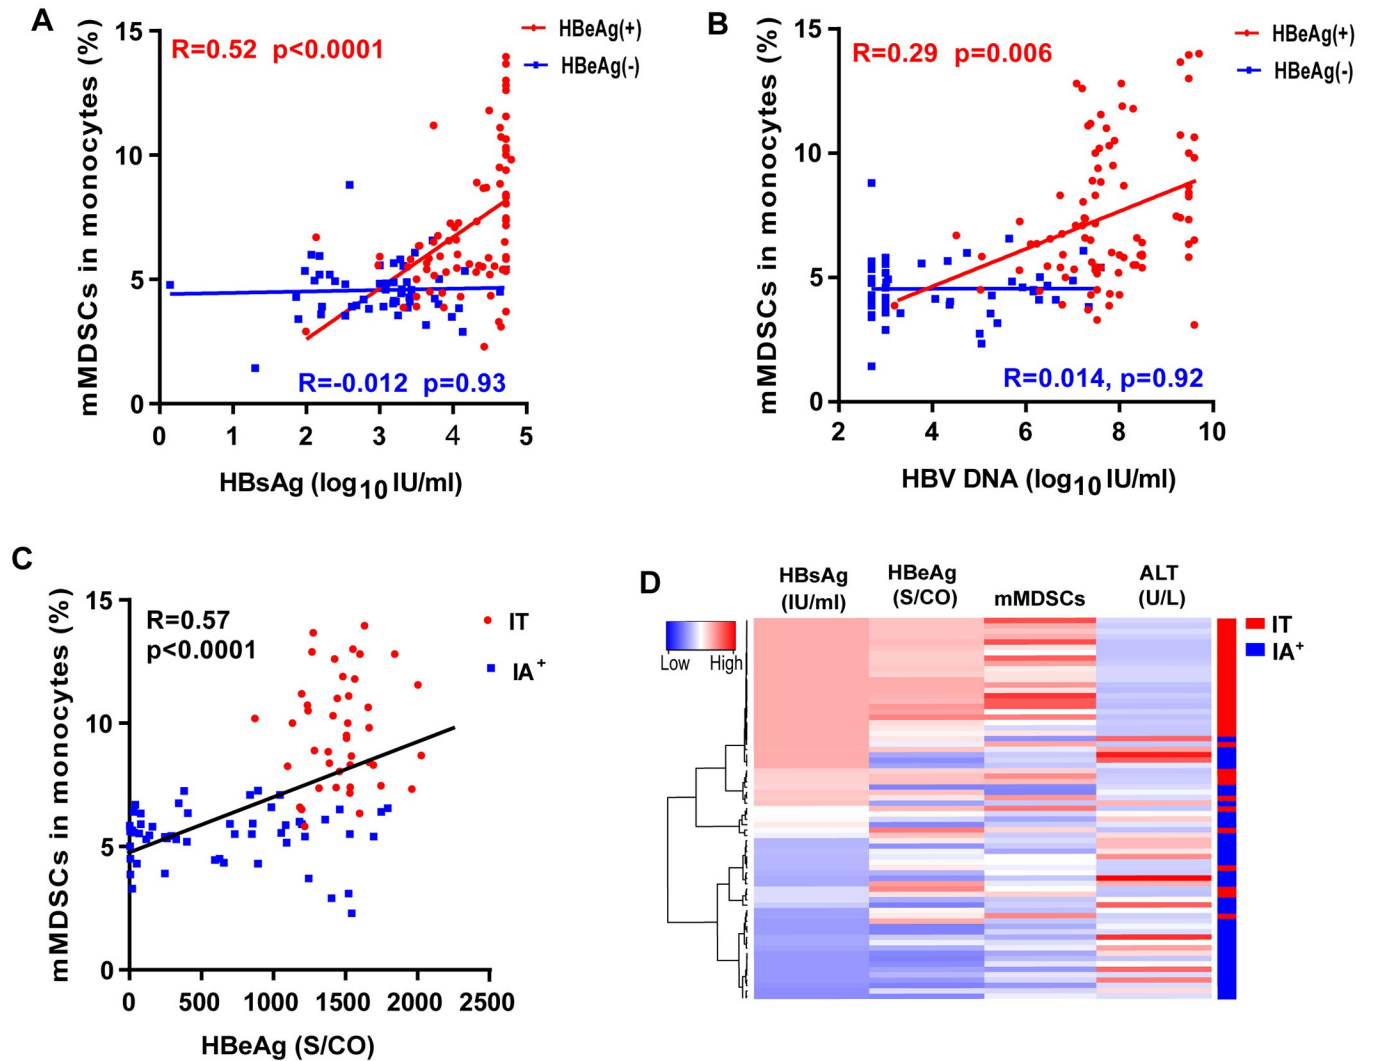 A
mMDSCs in monocytes (%)
15
10
5
0
0 1 2 3 4 5
HBsAg (log10 IU/ml)
R=0.52 p<0.0001
R=-0.012 p=0.93
HBeAg(+)
HBeAg(-)
B
mMDSCs in monocytes (%)
15
10
5
0
2 4 6 8 10
HBV DNA (log10 IU/ml)
R=0.29 p=0.006
R=0.014, p=0.92
HBeAg(+)
HBeAg(-)
C
mMDSCs in monocytes (%)
15
10
5
0
0 500 1000 1500 2000 2500
HBeAg (S/CO)
R=0.57
p<0.0001
IT
IA+
D
Low High
HBsAg
(IU/ml)
HBeAg
(S/CO)
mMDSCs
ALT
(U/L)
IT
IA+